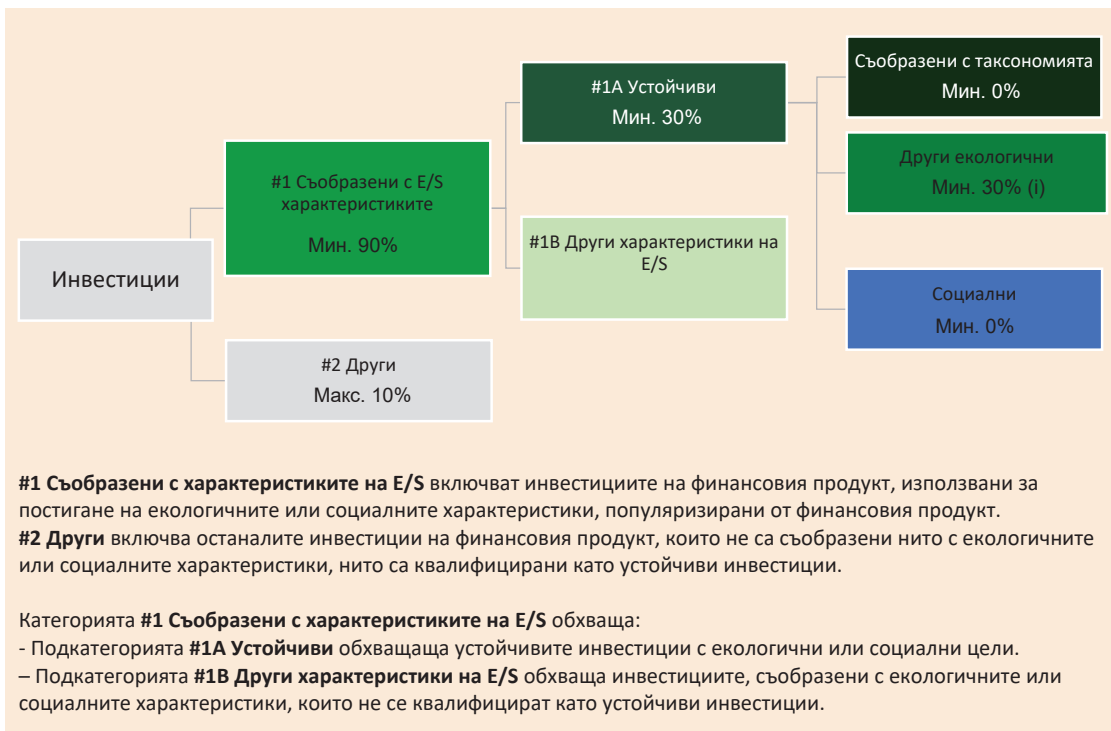 Съобразени с таксономията
Мин. 0%
#1A Устойчиви
Мин. 30%
Други екологични
Мин. 30% (i)
#1 Съобразени с E/S
характеристиките
Мин. 90%
#1B Други характеристики на
E/S
Инвестиции
Социални
Мин. 0%
#2 Други
Макс. 10%
#1 Съобразени с характеристиките на E/S включват инвестициите на финансовия продукт, използвани за
постигане на екологичните или социалните характеристики, популяризирани от финансовия продукт.
#2 Други включва останалите инвестиции на финансовия продукт, които не са съобразени нито с екологичните
или социалните характеристики, нито са квалифицирани като устойчиви инвестиции.
Категорията #1 Съобразени с характеристиките на E/S обхваща:
- Подкатегорията #1A Устойчиви обхващаща устойчивите инвестиции с екологични или социални цели.
– Подкатегорията #1B Други характеристики на E/S обхваща инвестициите, съобразени с екологичните или
социалните характеристики, които не се квалифицират като устойчиви инвестиции.